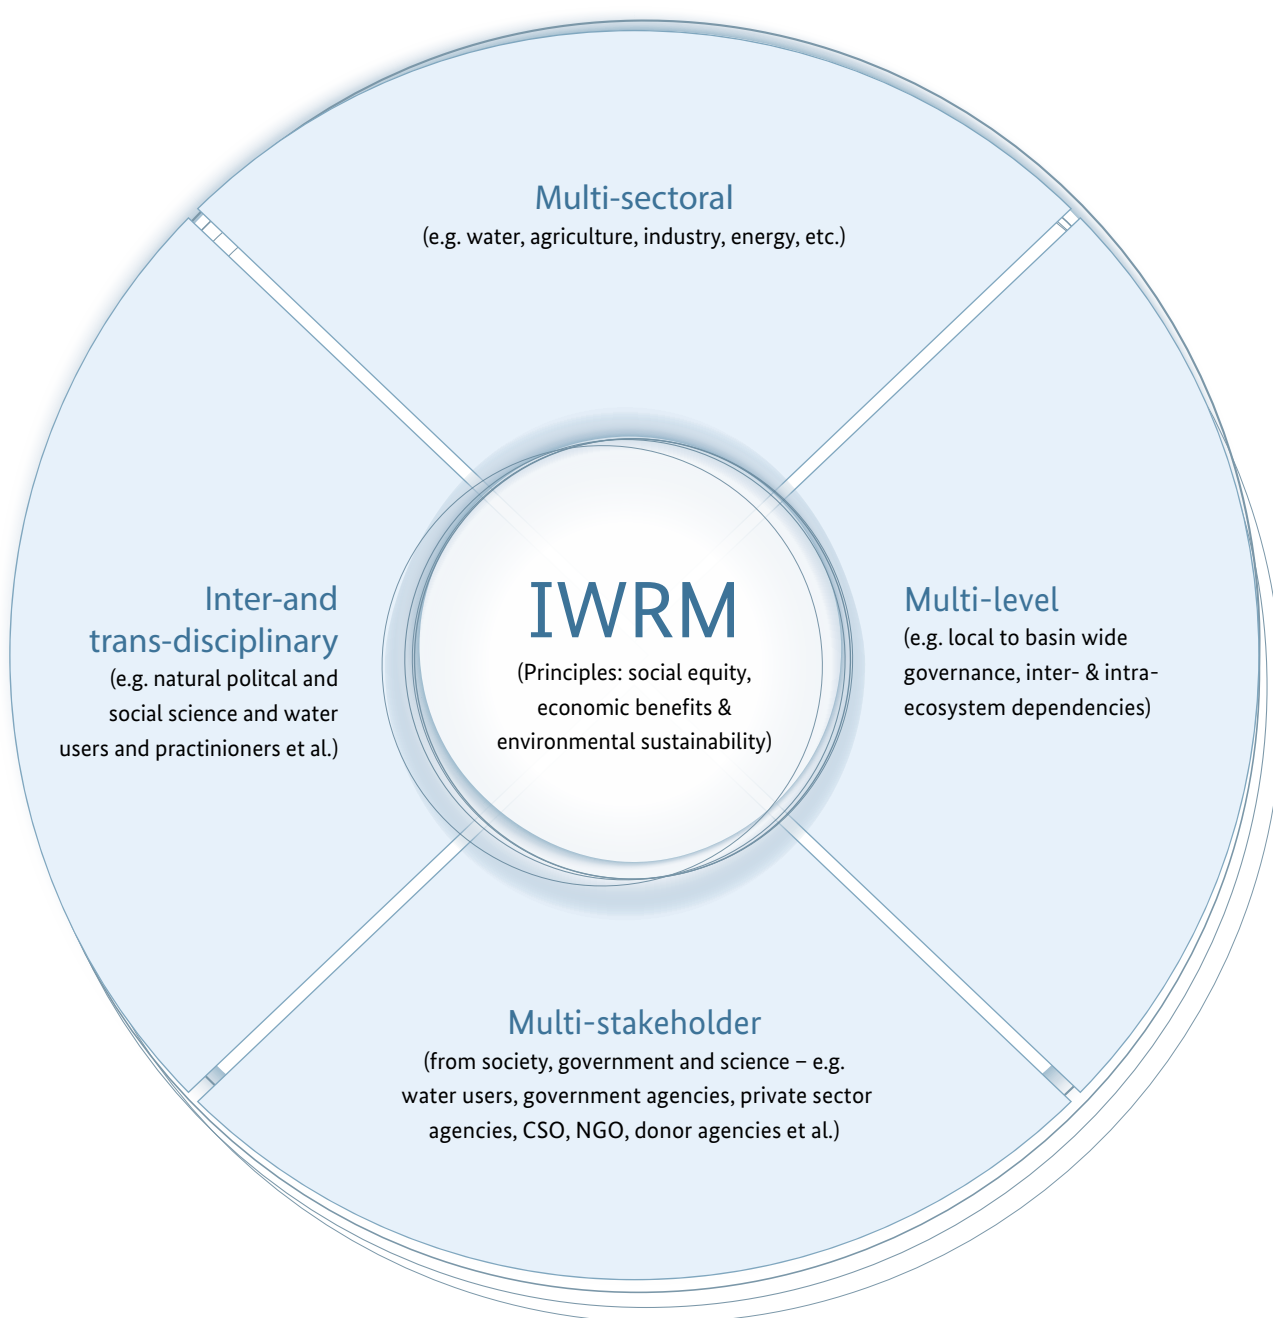 Multi-sectoral
(e.g. water, agriculture, industry, energy, etc.)
Inter-and
trans-disciplinary
(e.g. natural politcal and
social science and water
users and practinioners et al.)
IWRM
(Principles: social equity,
economic benefits &
environmental sustainability)
Multi-level
(e.g. local to basin wide
governance, inter- & intra-
ecosystem dependencies)
Multi-stakeholder
(from society, government and science – e.g.
water users, government agencies, private sector
agencies, CSO, NGO, donor agencies et al.)